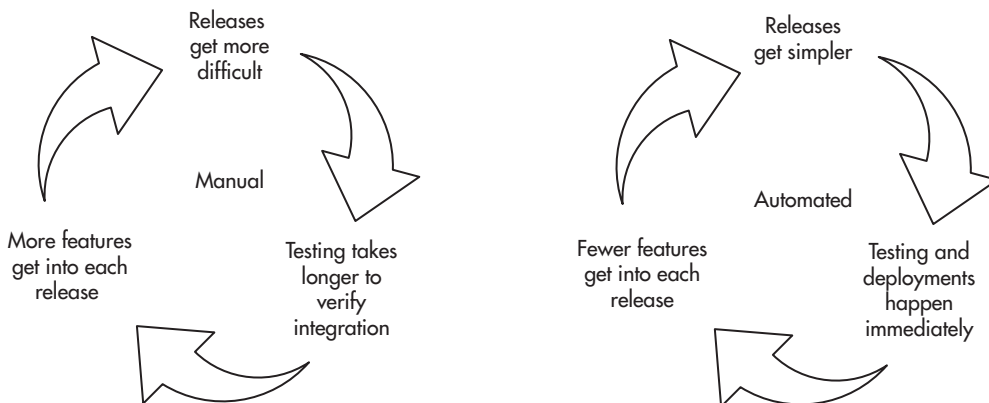 Releases
get more
difficult
Manual
More features
get into each
release
Testing takes
longer to
verify
integration
Releases
get simpler
Automated
Fewer features
get into each
release
Testing and
deployments
happen
immediately